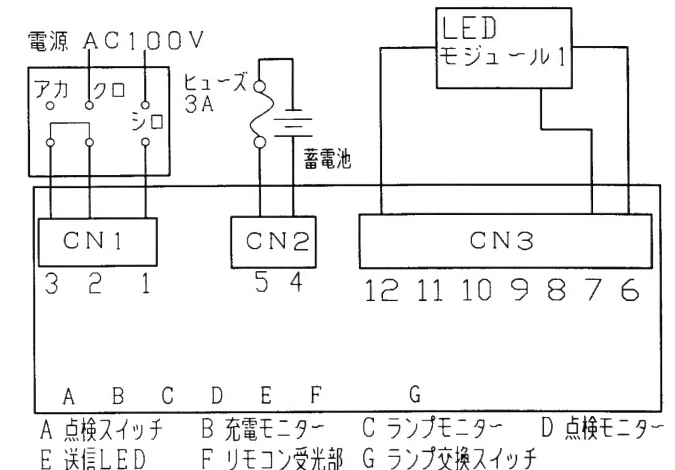 電源 AC100V
アカ クロ
シロ
ヒューズ
3A
蓄電池
LED
モジュール1
CN1
CN2
CN3
3 2 1
5 4
12 11 10 9 8 7 6
A B C D E F G
A 点検スイッチ B 充電モニター C ランプモニター D 点検モニター
E 送信LED F リモコン受光部 G ランプ交換スイッチ